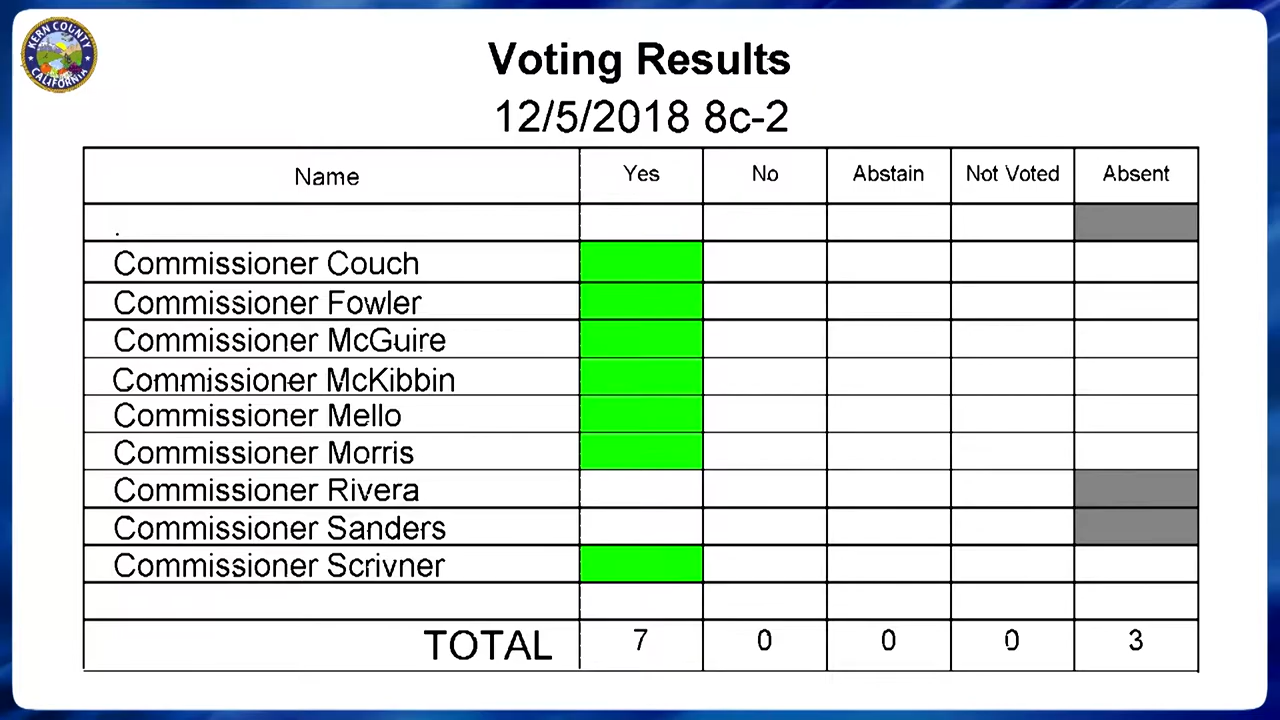 KERN COUNTY
CALIFORNIA
Voting Results
12/5/2018 8c-2
Name Yes No Abstain Not Voted Absent
.
Commissioner Couch
Commissioner Fowler
Commissioner McGuire
Commissioner McKibbin
Commissioner Mello
Commissioner Morris
Commissioner Rivera
Commissioner Sanders
Commissioner Scrivner
TOTAL 7 0 0 0 3